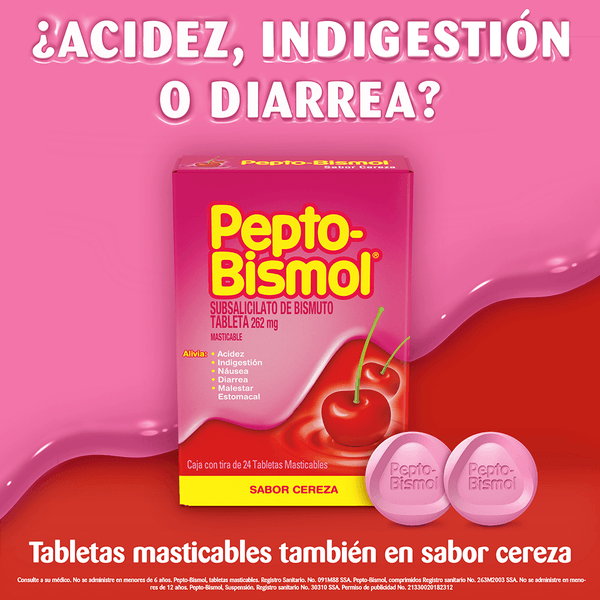 ¿ACIDEZ, INDIGESTIÓN
O DIARREA?
Pepto-Bismol
Sabor Cereza
Pepto-
Bismol®
SUBSALICILATO DE BISMUTO
TABLETA 262 mg
MASTICABLE
Alivia: • Acidez
• Indigestión
• Náusea
• Diarrea
• Malestar
Estomacal
Caja con tira de 24 Tabletas Masticables
SABOR CEREZA
Pepto-
Bismol
Pepto-
Bismol
Tabletas masticables también en sabor cereza
Consulte a su médico. No se administre en menores de 6 años. Pepto-Bismol, tabletas masticables. Registro Sanitario. No. 091M88 SSA. Pepto-Bismol, comprimidos Registro sanitario No. 263M2003 SSA. No se administre en meno-
res de 12 años. Pepto-Bismol, Suspensión. Registro Sanitario No. 30310 SSA. Permiso de publicidad No. 21330020182312